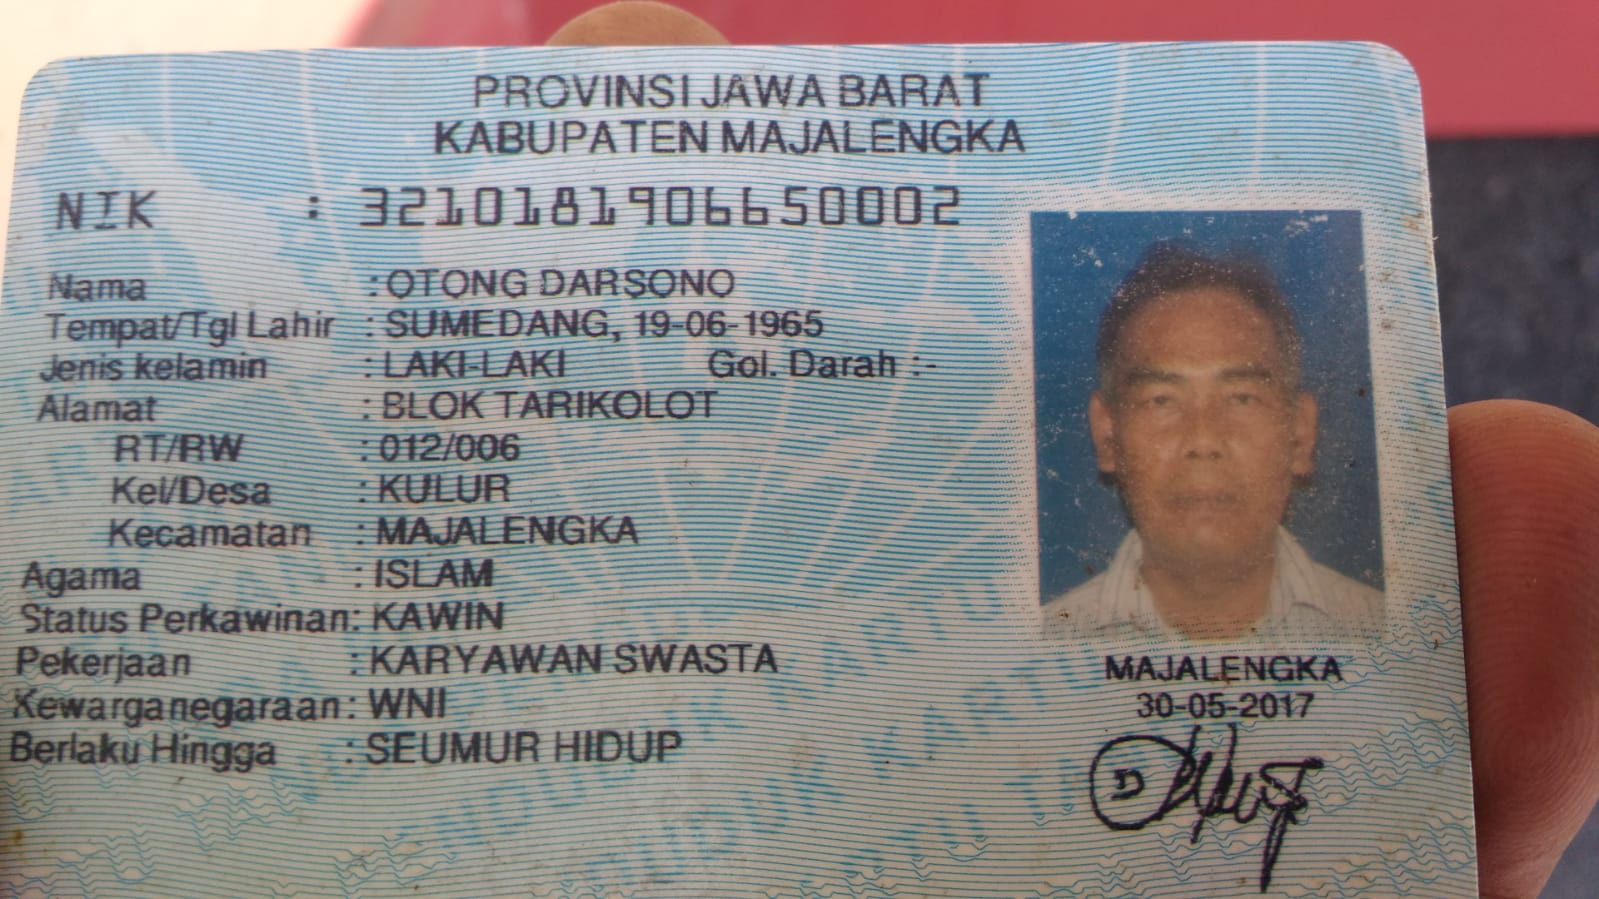 PROVINSI JAWA BARAT
KABUPATEN MAJALENGKA
NIK : 3210181906650002
Nama : OTONG DARSONO
Tempat/Tgl Lahir : SUMEDANG, 19-06-1965
Jenis kelamin : LAKI-LAKI Gol. Darah : -
Alamat : BLOK TARIKOLOT
RT/RW : 012/006
Kel/Desa : KULUR
Kecamatan : MAJALENGKA
Agama : ISLAM
Status Perkawinan: KAWIN
Pekerjaan : KARYAWAN SWASTA
Kewarganegaraan: WNI
Berlaku Hingga : SEUMUR HIDUP
MAJALENGKA
30-05-2017